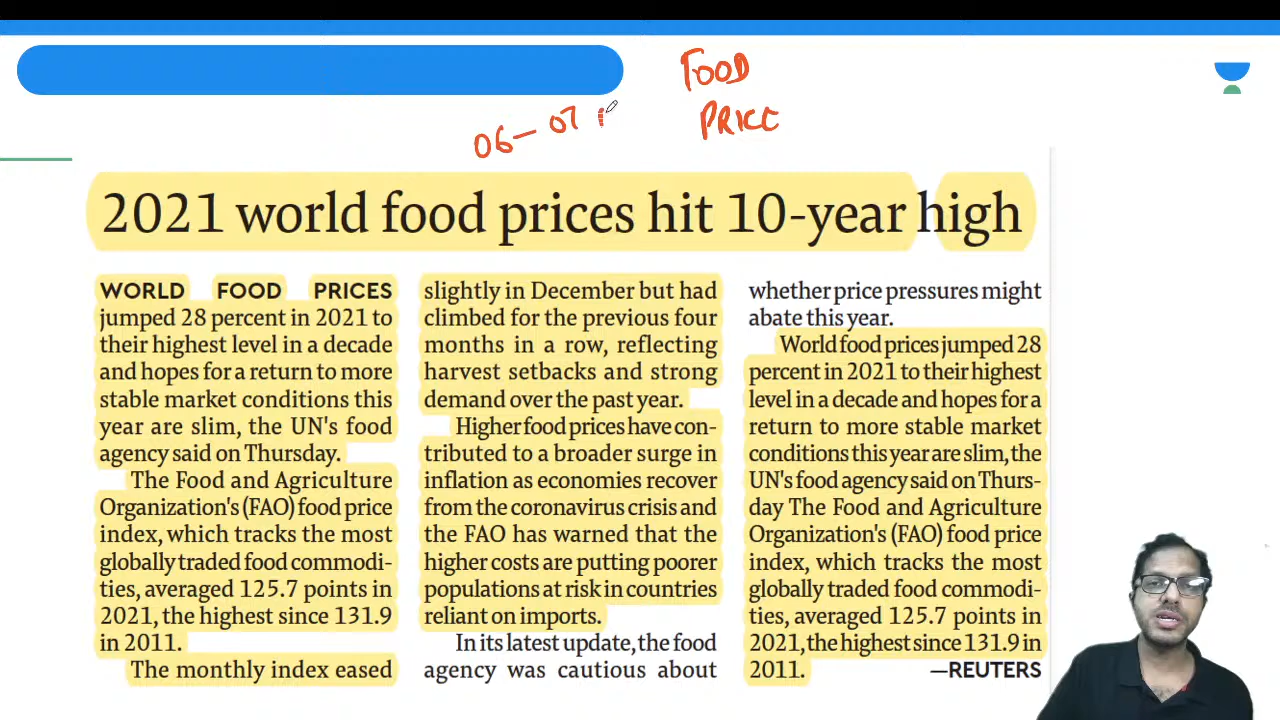 FOOD
PRICE
06-07
2021 world food prices hit 10-year high
WORLD FOOD PRICES
jumped 28 percent in 2021 to
their highest level in a decade
and hopes for a return to more
stable market conditions this
year are slim, the UN's food
agency said on Thursday.
The Food and Agriculture
Organization's (FAO) food price
index, which tracks the most
globally traded food commodi-
ties, averaged 125.7 points in
2021, the highest since 131.9
in 2011.
The monthly index eased
slightly in December but had
climbed for the previous four
months in a row, reflecting
harvest setbacks and strong
demand over the past year.
Higher food prices have con-
tributed to a broader surge in
inflation as economies recover
from the coronavirus crisis and
the FAO has warned that the
higher costs are putting poorer
populations at risk in countries
reliant on imports.
In its latest update, the food
agency was cautious about
whether price pressures might
abate this year.
World food prices jumped 28
percent in 2021 to their highest
level in a decade and hopes for a
return to more stable market
conditions this year are slim, the
UN's food agency said on Thurs-
day The Food and Agriculture
Organization's (FAO) food price
index, which tracks the most
globally traded food commodi-
ties, averaged 125.7 points in
2021, the highest since 131.9 in
2011. —REUTERS